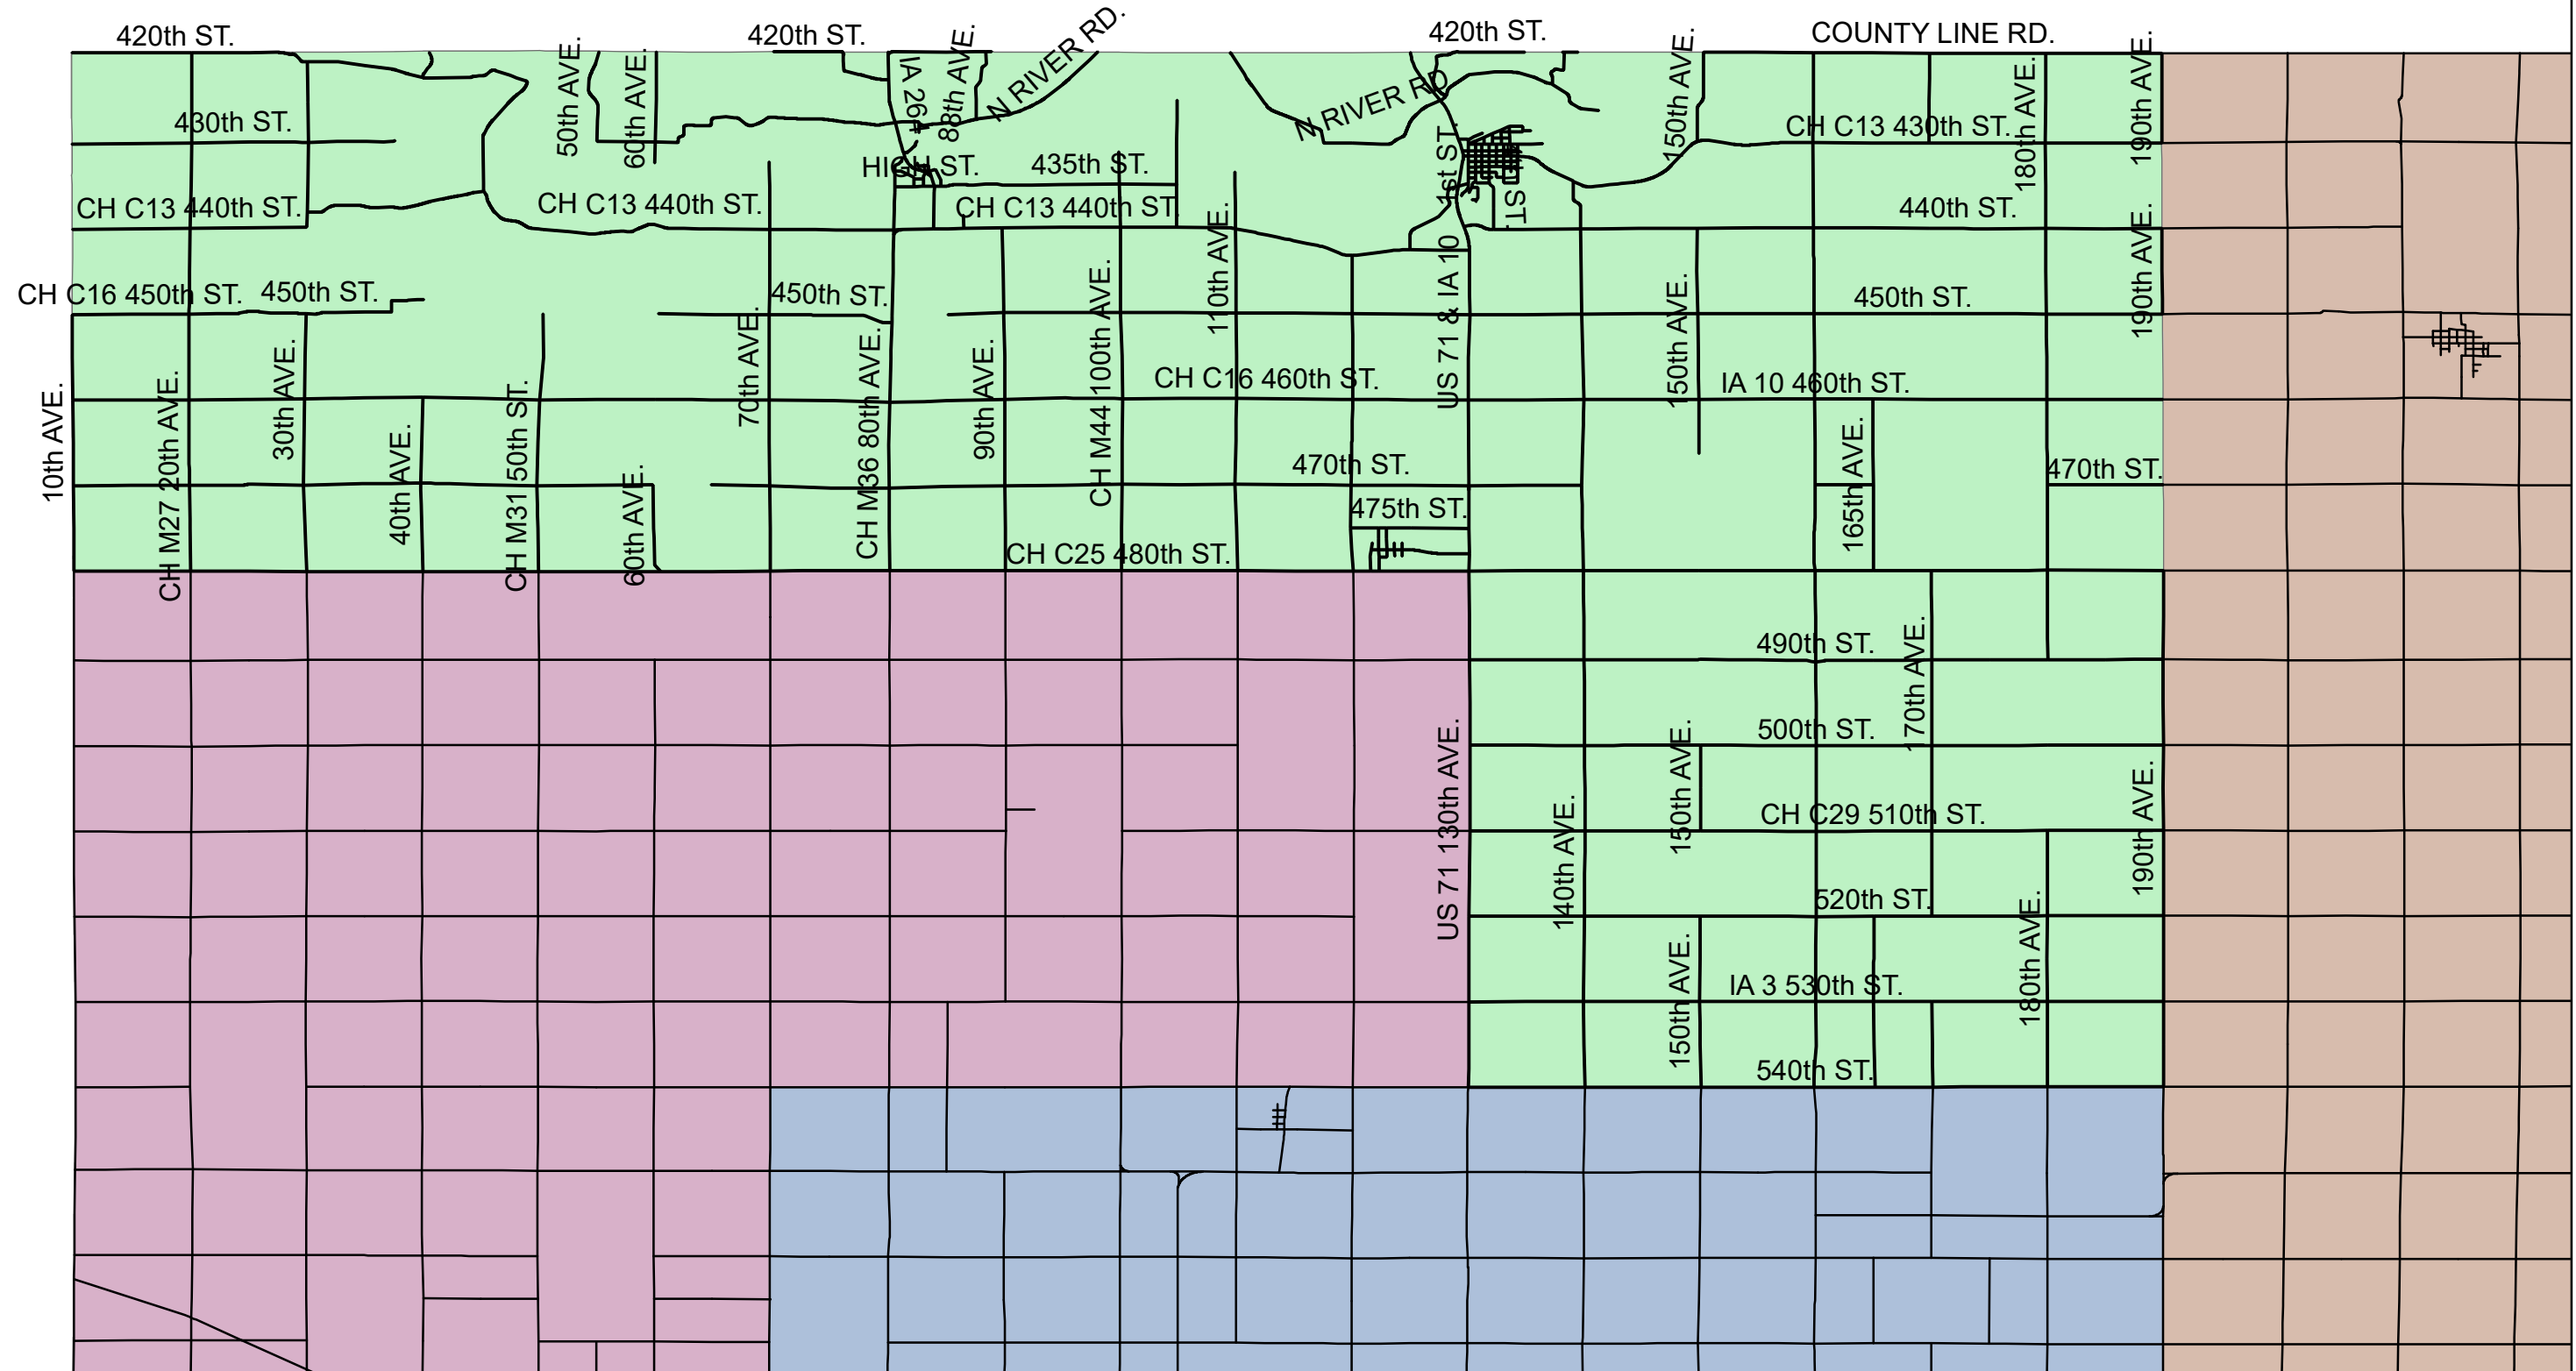 420th ST.
420th ST.
420th ST.
COUNTY LINE RD.
50th AVE.
60th AVE.
IA 264
88th AVE.
N RIVER RD.
N RIVER RD
150th AVE.
180th AVE.
190th AVE.
430th ST.
CH C13 430th ST.
HIGH ST.
435th ST.
1st ST.
ST.
CH C13 440th ST.
CH C13 440th ST.
CH C13 440th ST.
440th ST.
110th AVE.
190th AVE.
CH C16 450th ST.
450th ST.
450th ST.
450th ST.
US 71 & IA 10
150th AVE.
10th AVE.
CH M27 20th AVE.
30th AVE.
40th AVE.
CH M31 50th ST.
60th AVE.
70th AVE.
CH M36 80th AVE.
90th AVE.
CH M44 100th AVE.
CH C16 460th ST.
IA 10 460th ST.
470th ST.
165th AVE.
470th ST.
475th ST.
CH C25 480th ST.
490th ST.
170th AVE.
500th ST.
US 71 130th AVE.
140th AVE.
150th AVE.
CH C29 510th ST.
190th AVE.
520th ST.
180th AVE.
150th AVE.
IA 3 530th ST.
540th ST.